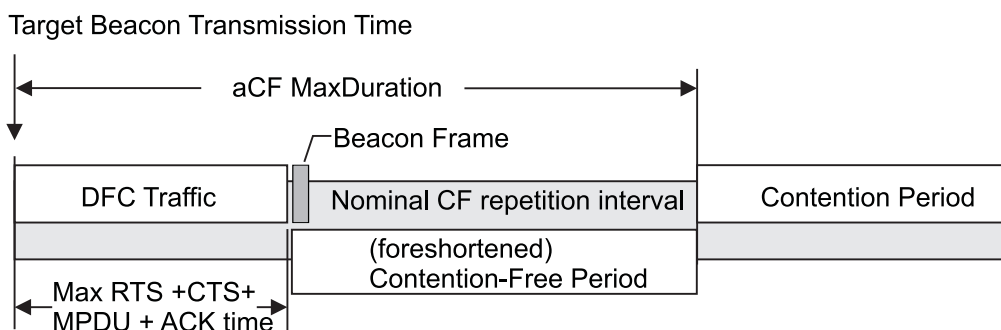 Target Beacon Transmission Time
aCF MaxDuration
Beacon Frame
DFC Traffic
Nominal CF repetition interval
Contention Period
(foreshortened)
Contention-Free Period
Max RTS +CTS+
MPDU + ACK time